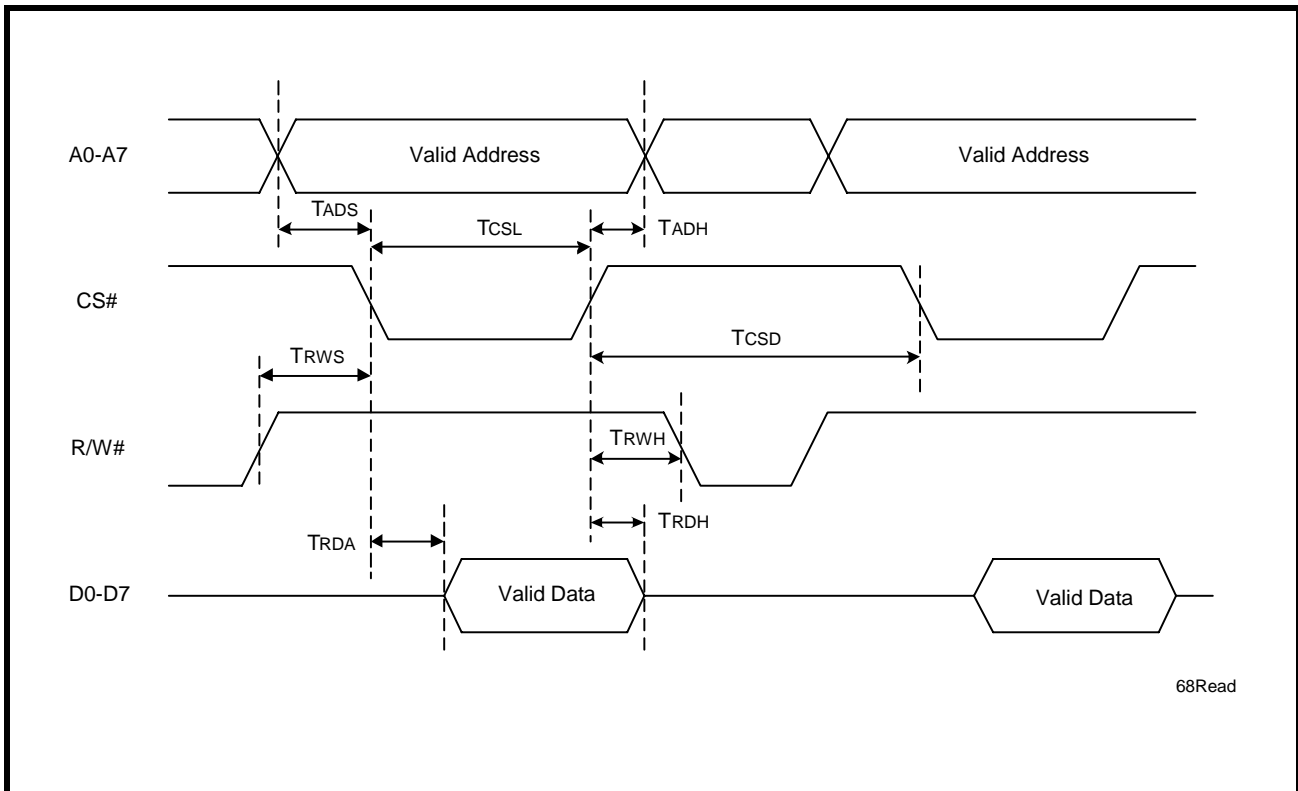 A0-A7
Valid Address
Valid Address
TADS
TCSL
TADH
CS#
TRWS
TCSD
R/W#
TRWH
TRDA
TRDH
D0-D7
Valid Data
Valid Data
68Read